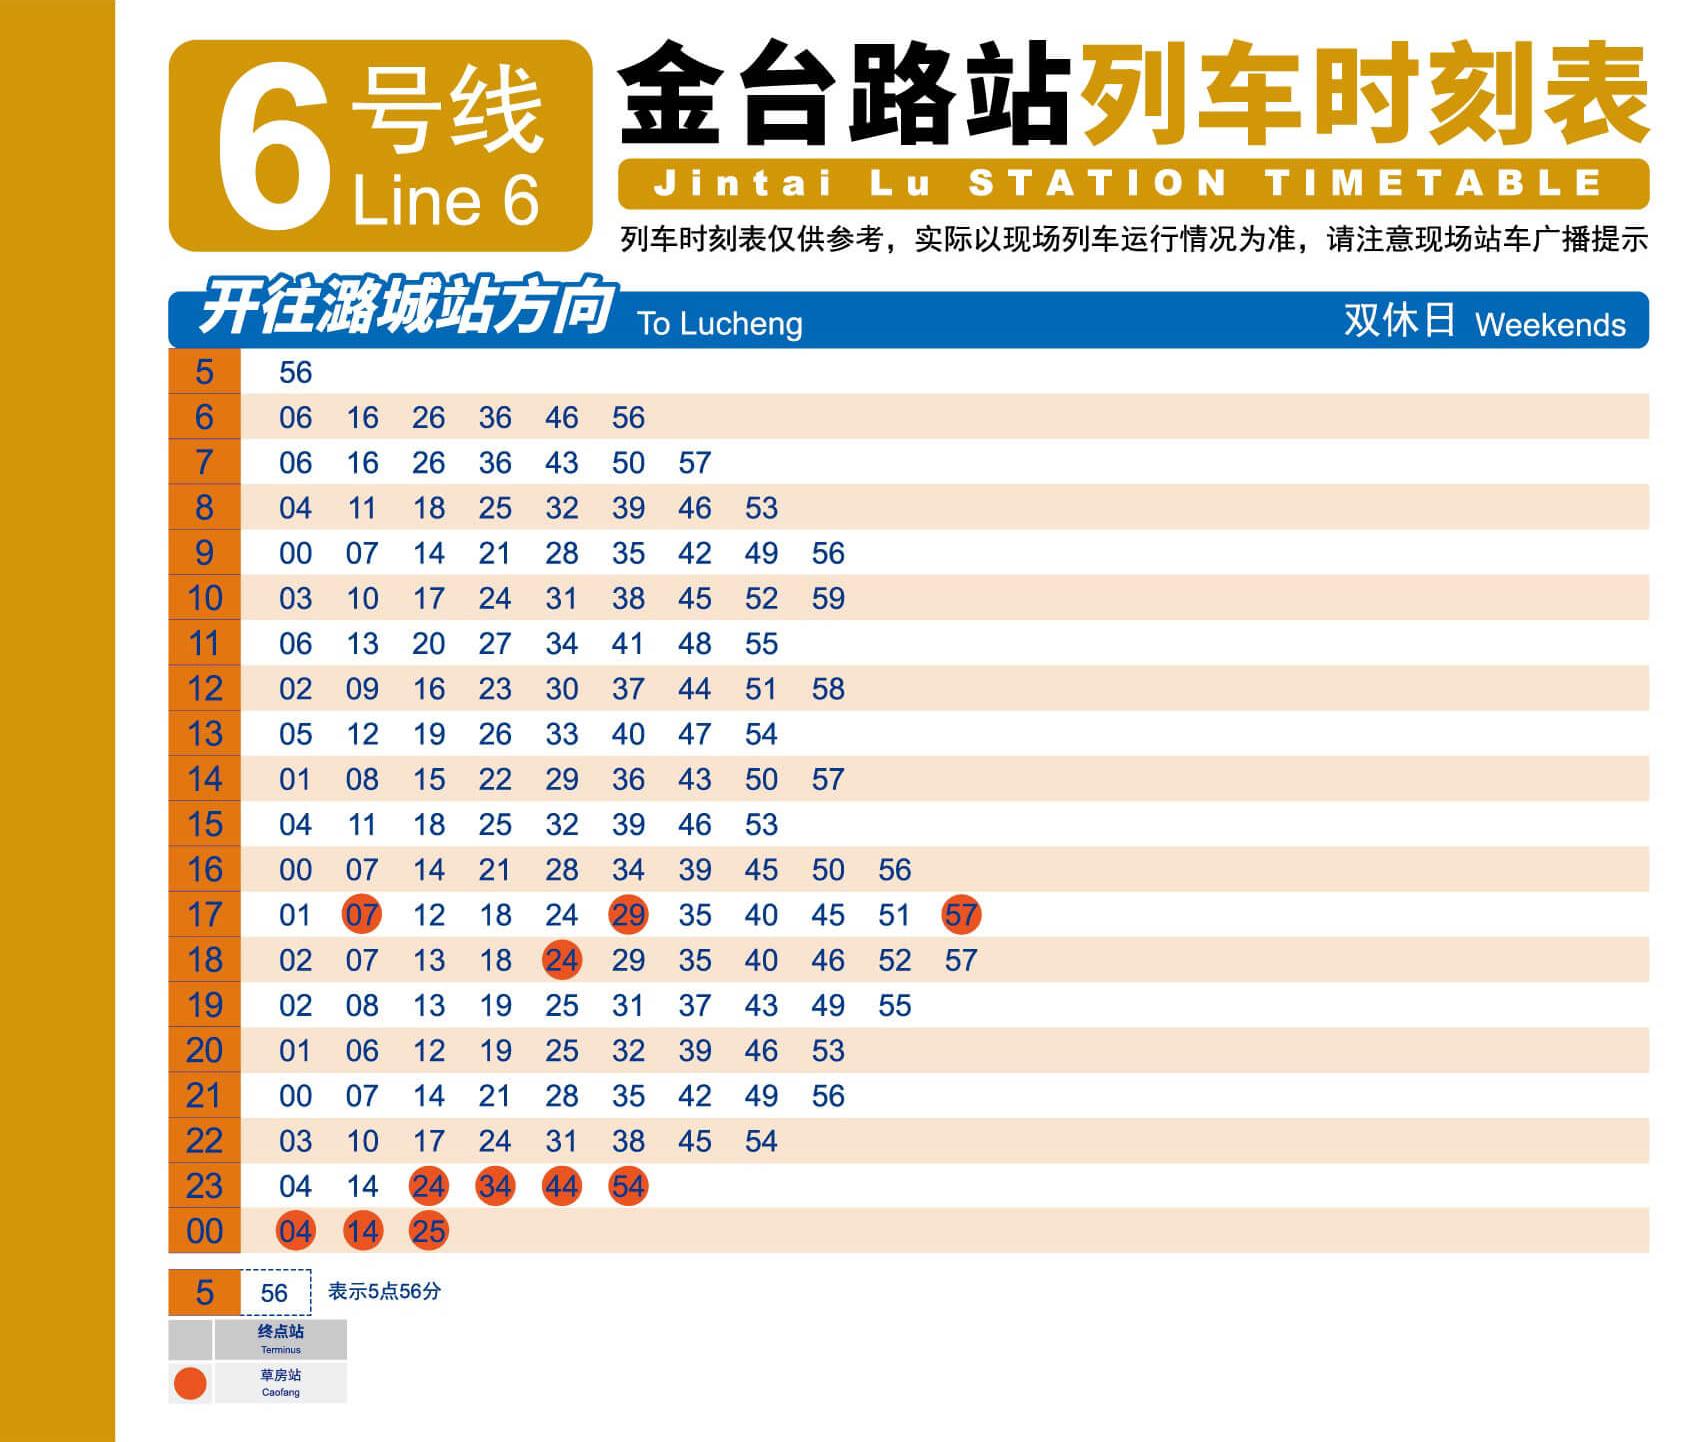 6号线
Line 6
金台路站列车时刻表
Jintai Lu STATION TIMETABLE
列车时刻表仅供参考，实际以现场列车运行情况为准，请注意现场站车广播提示
开往潞城站方向 To Lucheng 双休日 Weekends
5 56
6 06 16 26 36 46 56
7 06 16 26 36 43 50 57
8 04 11 18 25 32 39 46 53
9 00 07 14 21 28 35 42 49 56
10 03 10 17 24 31 38 45 52 59
11 06 13 20 27 34 41 48 55
12 02 09 16 23 30 37 44 51 58
13 05 12 19 26 33 40 47 54
14 01 08 15 22 29 36 43 50 57
15 04 11 18 25 32 39 46 53
16 00 07 14 21 28 34 39 45 50 56
17 01 07 12 18 24 29 35 40 45 51 57
18 02 07 13 18 24 29 35 40 46 52 57
19 02 08 13 19 25 31 37 43 49 55
20 01 06 12 19 25 32 39 46 53
21 00 07 14 21 28 35 42 49 56
22 03 10 17 24 31 38 45 54
23 04 14 24 34 44 54
00 04 14 25
5 56 表示5点56分
终点站
Terminus
草房站
Caofang